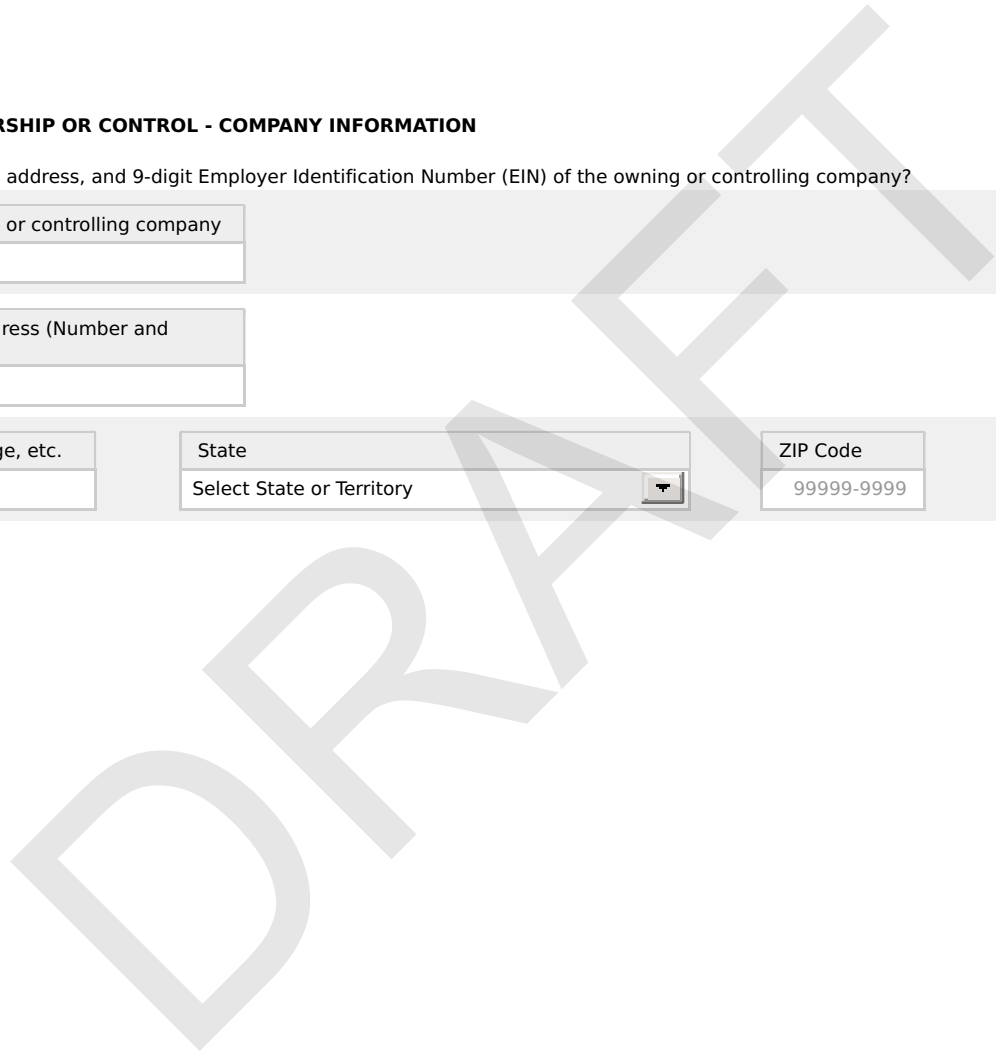 RSHIP OR CONTROL - COMPANY INFORMATION
address, and 9-digit Employer Identification Number (EIN) of the owning or controlling company?
or controlling company
ress (Number and
ge, etc.
State
ZIP Code
Select State or Territory
99999-9999
DRAFT